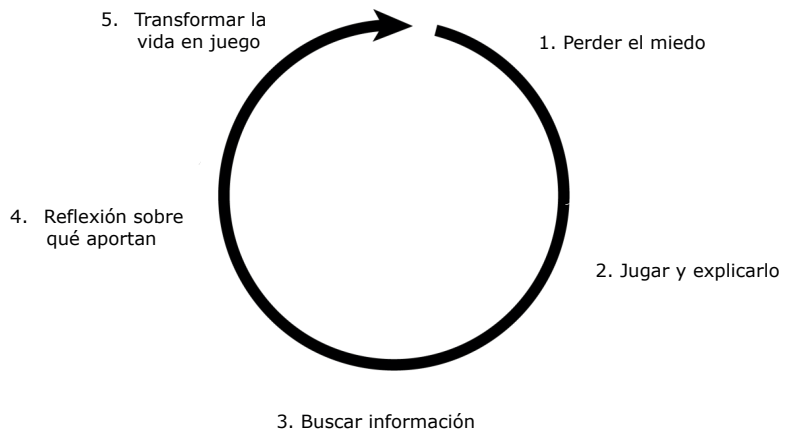 1. Perder el miedo
2. Jugar y explicarlo
3. Buscar información
4. Reflexión sobre
qué aportan
5. Transformar la
vida en juego